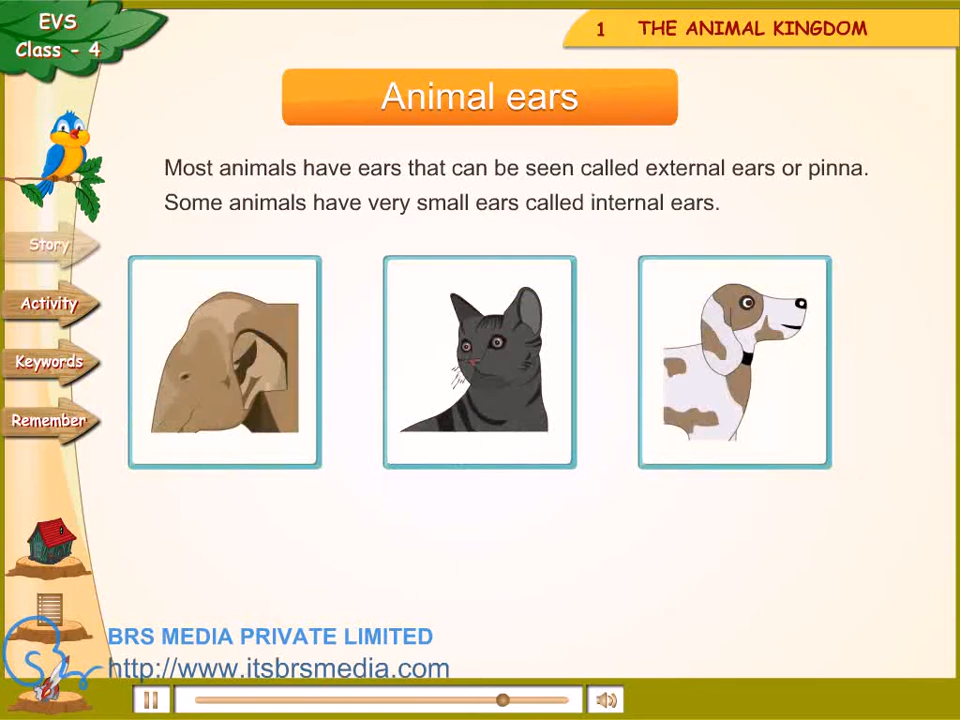 EVS
Class - 4
1 THE ANIMAL KINGDOM
Animal ears
Most animals have ears that can be seen called external ears or pinna.
Some animals have very small ears called internal ears.
Story
Activity
Keywords
Remember
BRS MEDIA PRIVATE LIMITED
http://www.itsbrsmedia.com